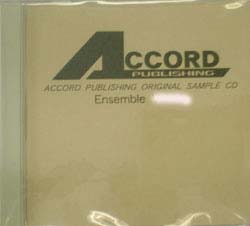 ACCORD
PUBLISHING
ACCORD PUBLISHING ORIGINAL SAMPLE CD
Ensemble